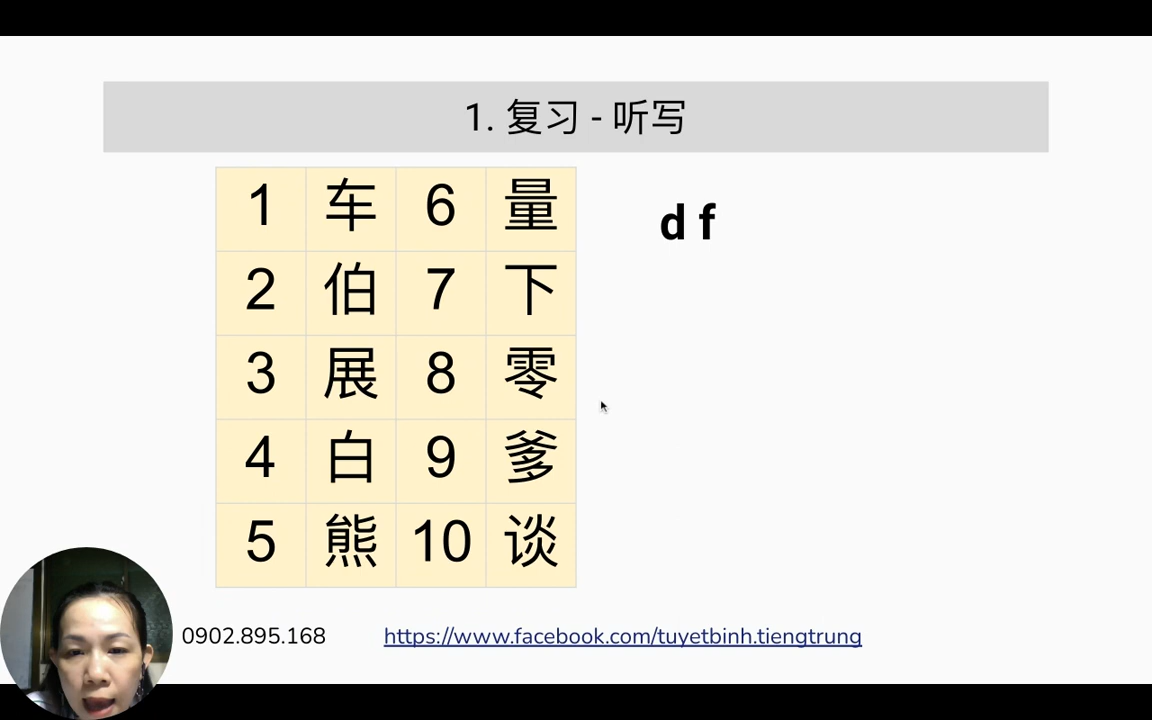 1. 复习 - 听写
1 车 6 量
d f
2 伯 7 下
3 展 8 零
4 白 9 爹
5 熊 10 谈
0902.895.168 https://www.facebook.com/tuyetbinh.tiengtrung